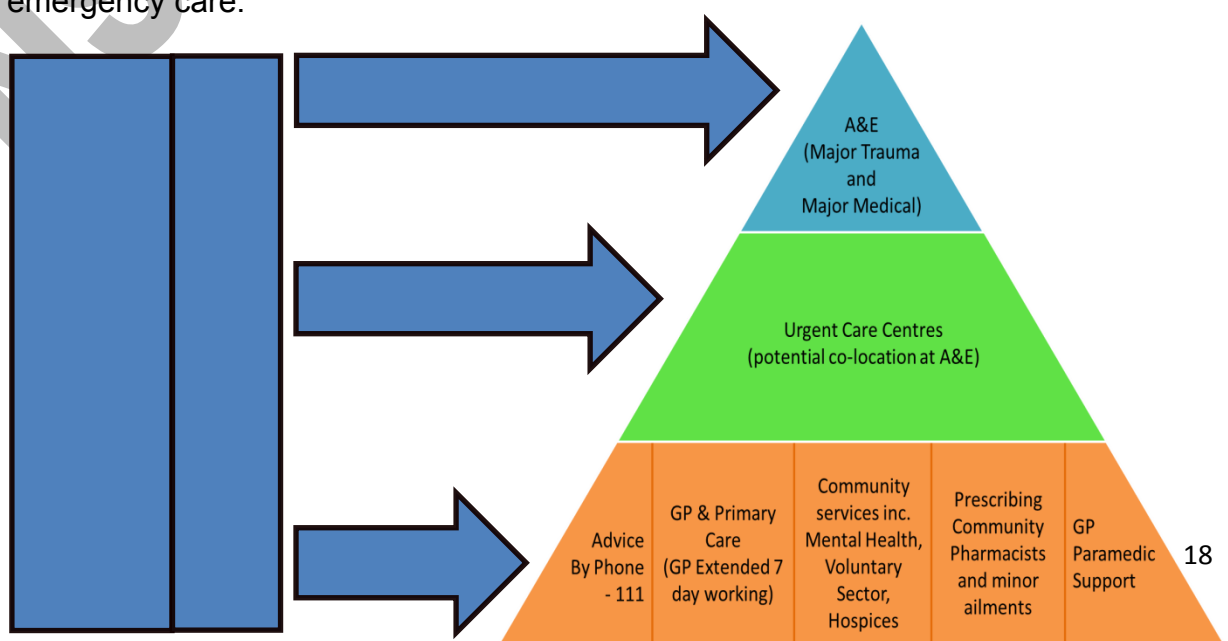 emergency care.
A&E
(Major Trauma
and
Major Medical)
Urgent Care Centres
(potential co-location at A&E)
Advice
By Phone
- 111
GP & Primary
Care
(GP Extended 7
day working)
Community
services inc.
Mental Health,
Voluntary
Sector,
Hospices
Prescribing
Community
Pharmacists
and minor
ailments
GP
Paramedic
Support
18